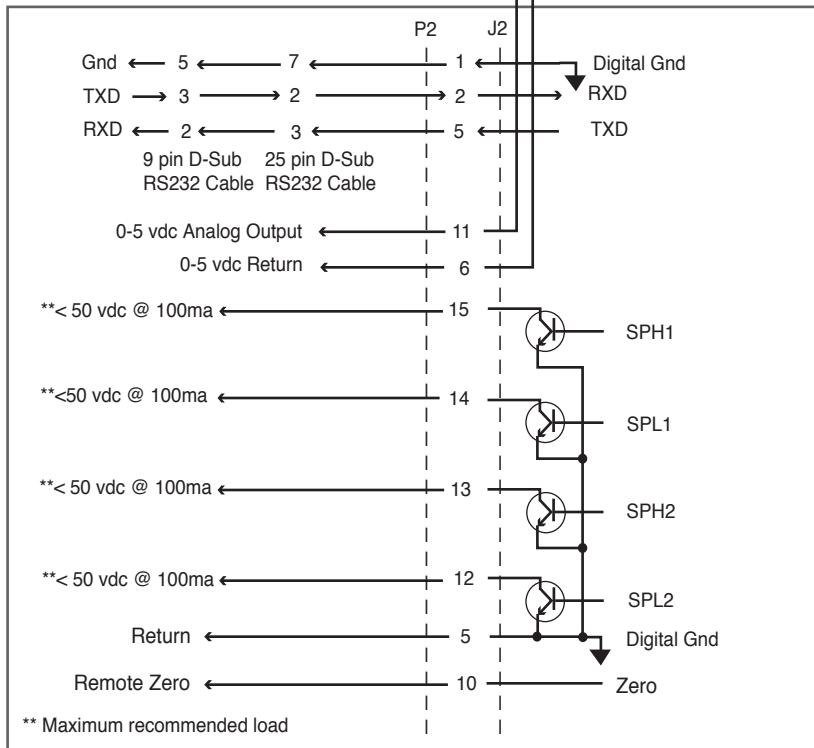 P2 J2
Gnd 5 7 1 Digital Gnd
TXD 3 2 2 RXD
RXD 2 3 5 TXD
9 pin D-Sub 25 pin D-Sub
RS232 Cable RS232 Cable
0-5 vdc Analog Output 11
0-5 vdc Return 6
**< 50 vdc @ 100ma 15 SPH1
**<50 vdc @ 100ma 14 SPL1
**< 50 vdc @ 100ma 13 SPH2
**< 50 vdc @ 100ma 12 SPL2
Return 5 Digital Gnd
Remote Zero 10 Zero
** Maximum recommended load